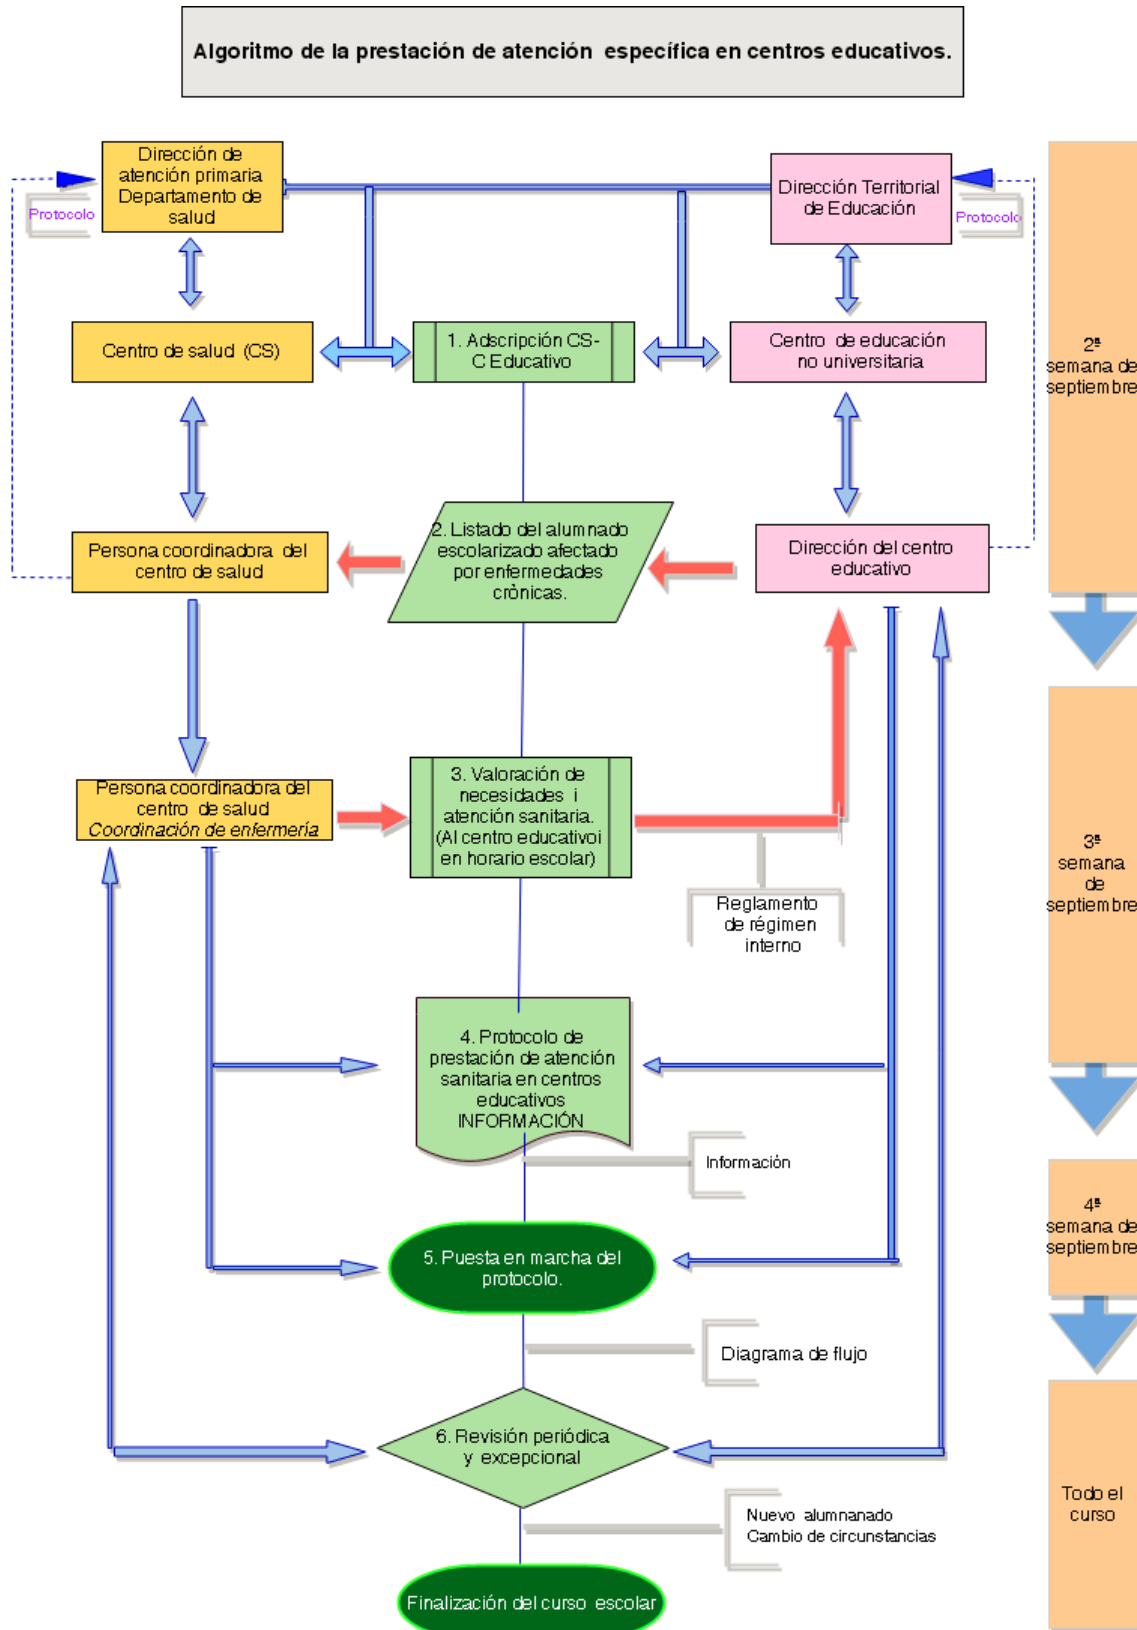 Algoritmo de la prestación de atención específica en centros educativos.
Dirección de
atención primaria
Departamento de
salud
Protocolo
Dirección Territorial
de Educación
Protocolo
Centro de salud (CS)
1. Adscripción CS-
C Educativo
Centro de educación
no universitaria
2ª
semana de
septiembre
Persona coordinadora del
centro de salud
2. Listado del alumnado
escolarizado afectado
por enfermedades
crònicas.
Dirección del centro
educativo
Persona coordinadora del
centro de salud
Coordinación de enfermería
3. Valoración de
necesidades i
atención sanitaria.
(Al centro educativoi
en horario escolar)
Reglamento
de régimen
interno
3ª
semana
de
septiembre
4. Protocolo de
prestación de atención
sanitaria en centros
educativos
INFORMACIÓN
Información
4ª
semana de
septiembre
5. Puesta en marcha del
protocolo.
Diagrama de flujo
6. Revisión periódica
y excepcional
Nuevo alumnanado
Cambio de circunstancias
Todo el
curso
Finalización del curso escolar